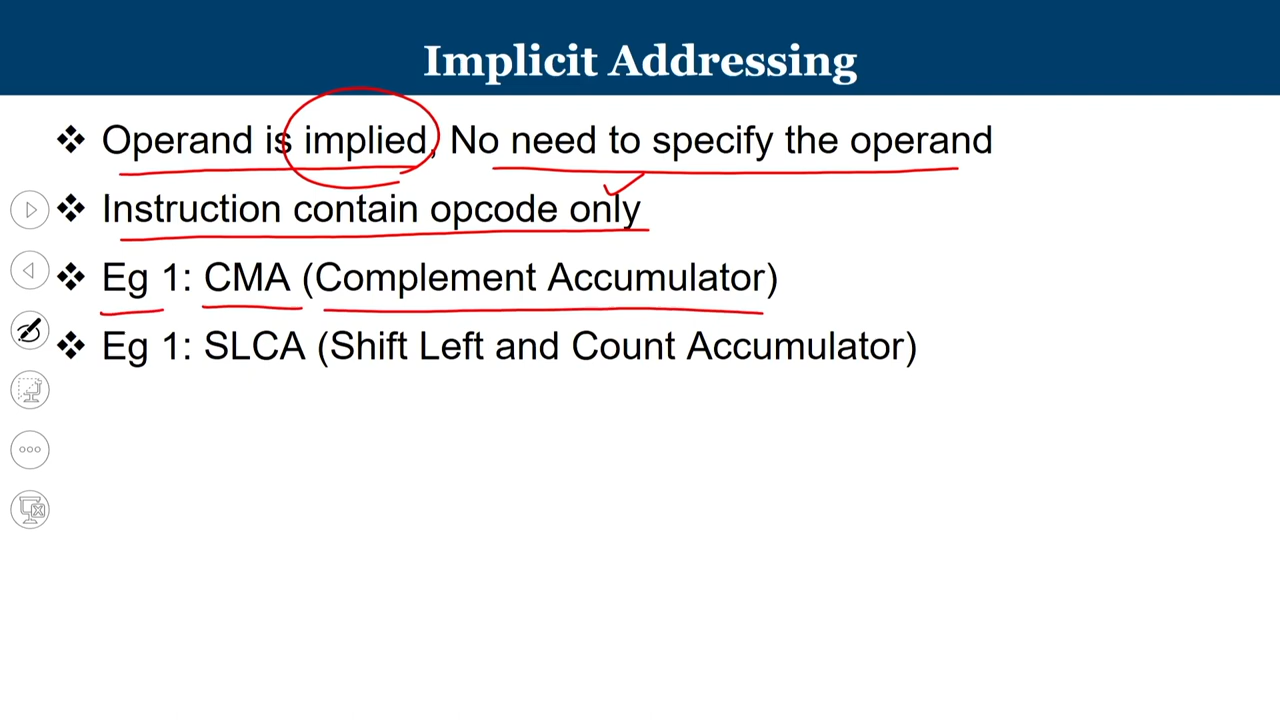 Implicit Addressing
❖ Operand is implied, No need to specify the operand
❖ Instruction contain opcode only
❖ Eg 1: CMA (Complement Accumulator)
❖ Eg 1: SLCA (Shift Left and Count Accumulator)